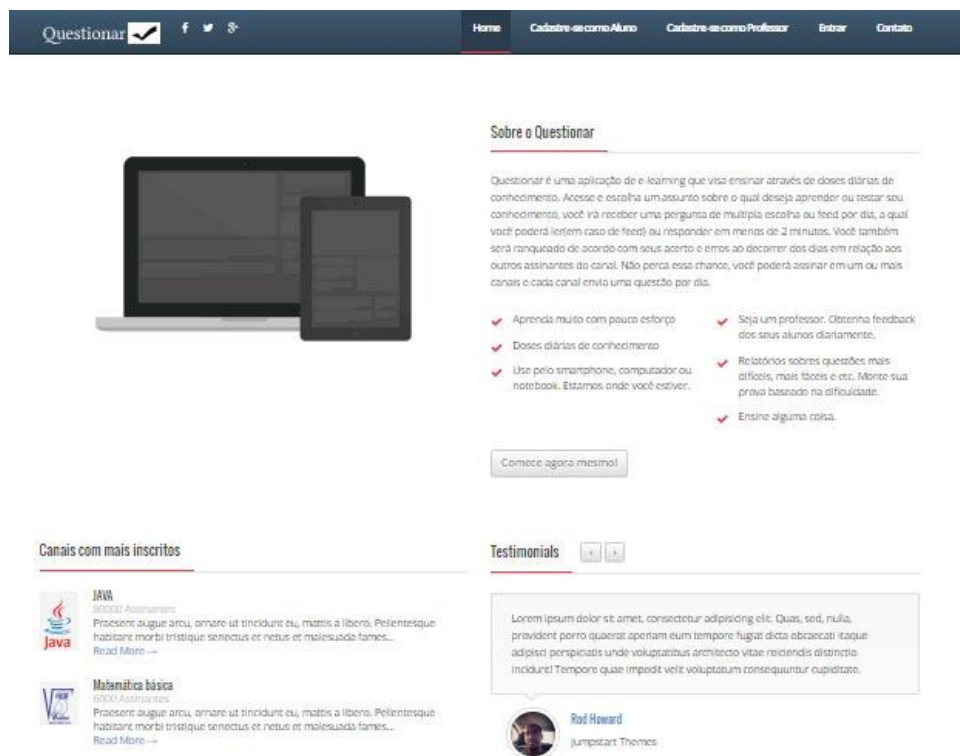 Questionar
Home Cadastre-se como Aluno Cadastre-se como Professor Entrar Contato
Sobre o Questionar
Questionar é uma aplicação de e-learning que visa ensinar através de doses diárias de
conhecimento. Acesse e escolha um assunto sobre o qual deseja aprender ou testar seu
conhecimento, você irá receber uma pergunta de multipla escolha ou feed por dia, a qual
você poderá ler(em caso de feed) ou responder em menos de 2 minutos. Você também
será ranqueado de acordo com seus acerto e erros ao decorrer dos dias em relação aos
outros assinantes do canal. Não perca essa chance, você poderá assinar em um ou mais
canais e cada canal envia uma questão por dia.
Aprenda muito com pouco esforço
Doses diárias de conhecimento
Use pelo smartphone, computador ou
notebook. Estamos onde você estiver.
Seja um professor. Obtenha feedback
dos seus alunos diariamente.
Relatórios sobres questões mais
difíceis, mais fáceis e etc. Monte sua
prova baseado na dificuldade.
Ensine alguma coisa.
Comece agora mesmo!
Canais com mais inscritos
Java
JAVA
90000 Assinantes
Praesent augue arcu, ornare ut tincidunt eu, mattis a libero. Pellentesque
habitant morbi tristique senectus et netus et malesuada fames...
Read More →
Matemática básica
6000 Assinantes
Praesent augue arcu, ornare ut tincidunt eu, mattis a libero. Pellentesque
habitant morbi tristique senectus et netus et malesuada fames...
Read More →
Testimonials
Lorem ipsum dolor sit amet, consectetur adipisicing elit. Quas, sed, nulla,
provident porro quaerat aperiam eum tempore fugiat dicta obcaecati itaque
adipisci perspiciatis unde voluptatibus architecto vitae reiciendis distinctio
incidunt! Tempore quae impedit velit voluptatum consequuntur cupiditate.
Rod Howard
Jumpstart Themes